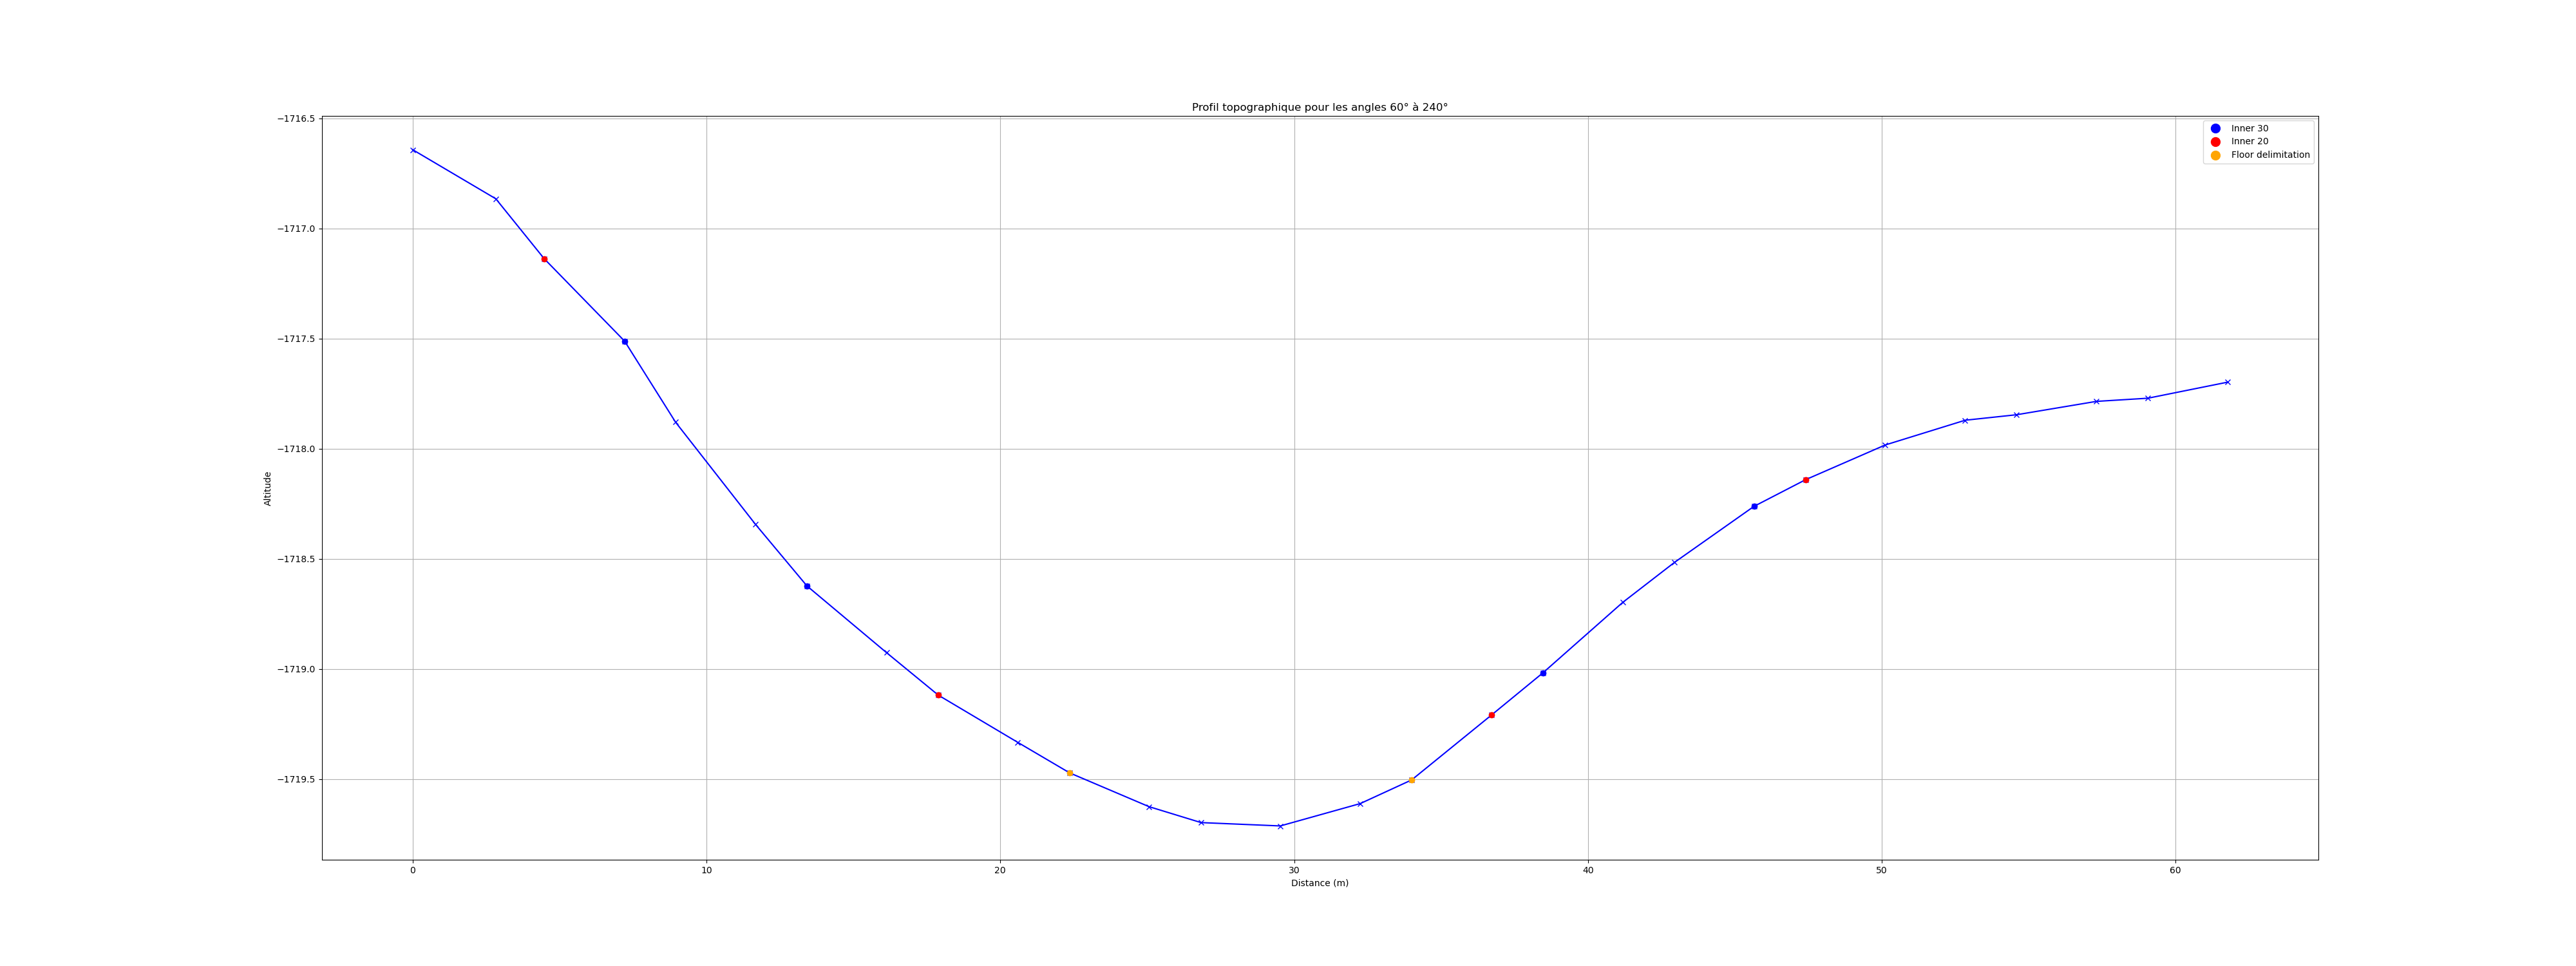 Profil topographique pour les angles 60° à 240°
Inner 30
Inner 20
Floor delimitation
Altitude
−1716.5
−1717.0
−1717.5
−1718.0
−1718.5
−1719.0
−1719.5
0 10 20 30 40 50 60
Distance (m)